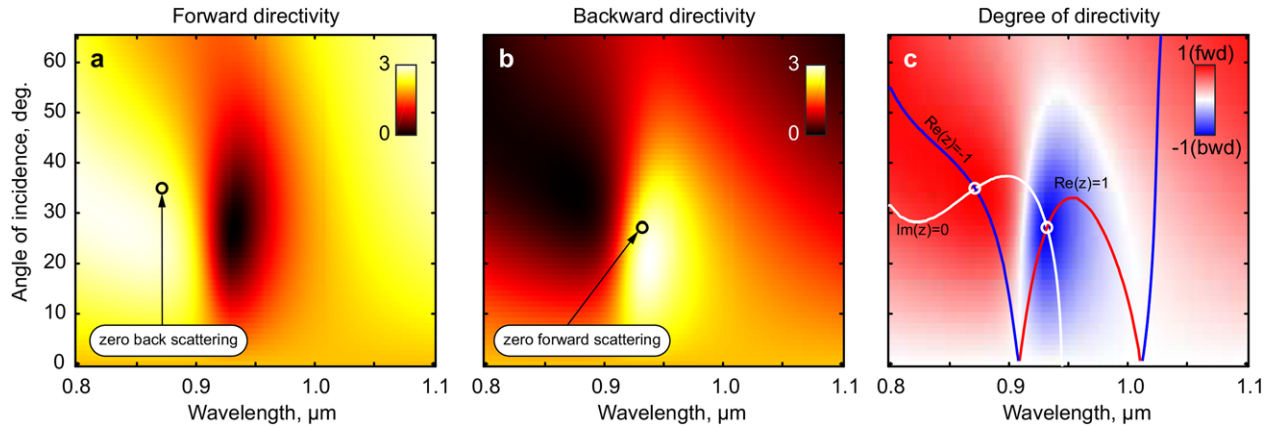 Forward directivity
Backward directivity
Degree of directivity
Angle of incidence, deg.
60
50
40
30
20
10
0
a
3
0
zero back scattering
0.8
0.9
1.0
1.1
Wavelength, µm
b
3
0
zero forward scattering
0.8
0.9
1.0
1.1
Wavelength, µm
c
1(fwd)
-1(bwd)
Re(z)=-1
Re(z)=1
Im(z)=0
0.8
0.9
1.0
1.1
Wavelength, µm